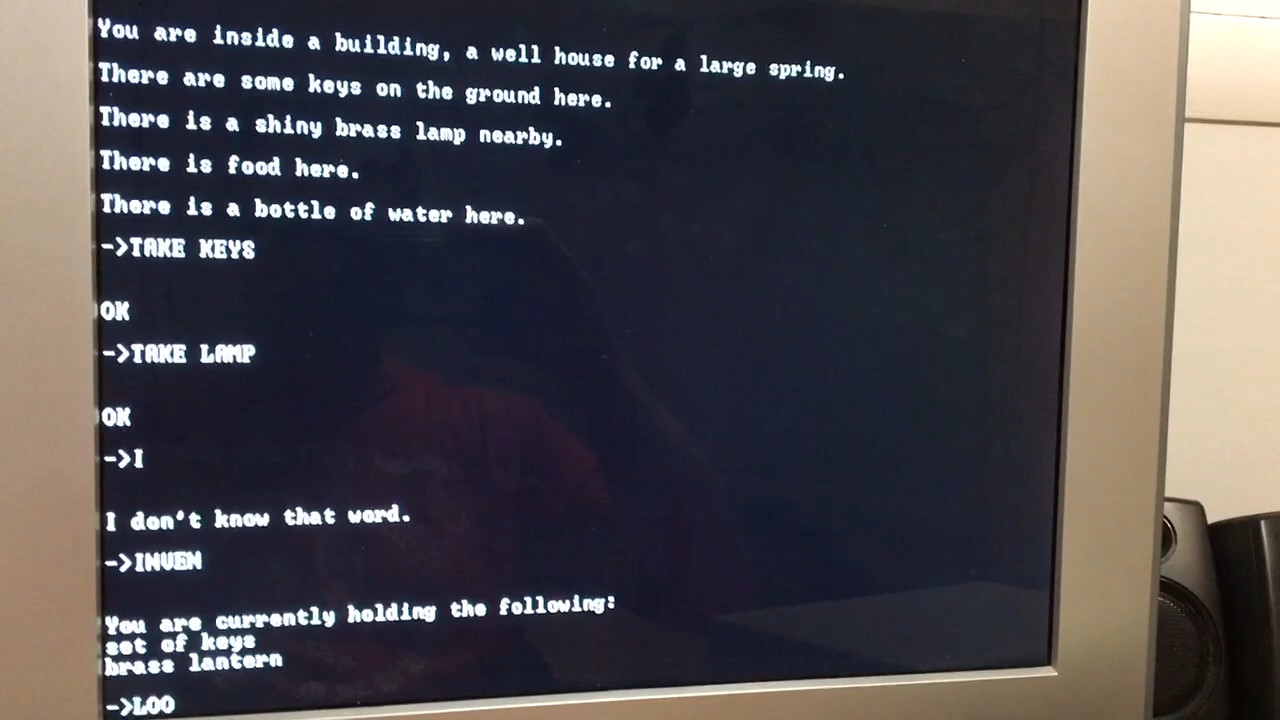 You are inside a building, a well house for a large spring.
There are some keys on the ground here.
There is a shiny brass lamp nearby.
There is food here.
There is a bottle of water here.
->TAKE KEYS
OK
->TAKE LAMP
OK
->I
I don't know that word.
->INVEN
You are currently holding the following:
set of keys
brass lantern
->LOO